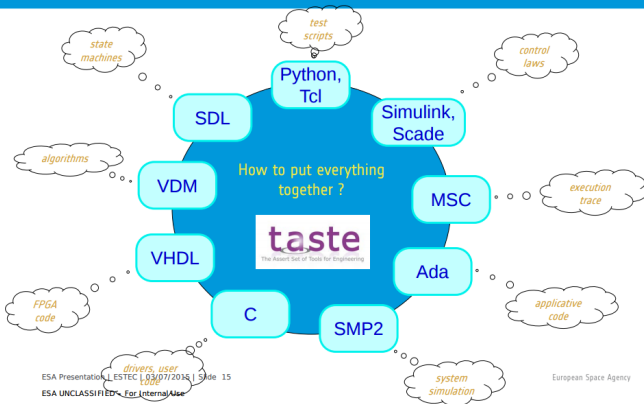 test
scripts
state
machines
control
laws
Python,
Tcl
SDL
Simulink,
Scade
algorithms
How to put everything
together ?
VDM
MSC
execution
trace
taste
The Assert Set of Tools for Engineering
VHDL
Ada
FPGA
code
applicative
code
C
SMP2
drivers, user
code
system
simulation
ESA Presentation | ESTEC | 03/07/2015 | Slide 15
European Space Agency
ESA UNCLASSIFIED – For Internal Use